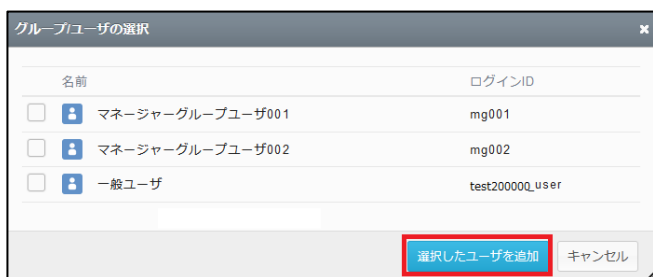 グループ/ユーザの選択
名前 ログインID
マネージャーグループユーザ001 mg001
マネージャーグループユーザ002 mg002
一般ユーザ test200000_user
選択したユーザを追加 キャンセル